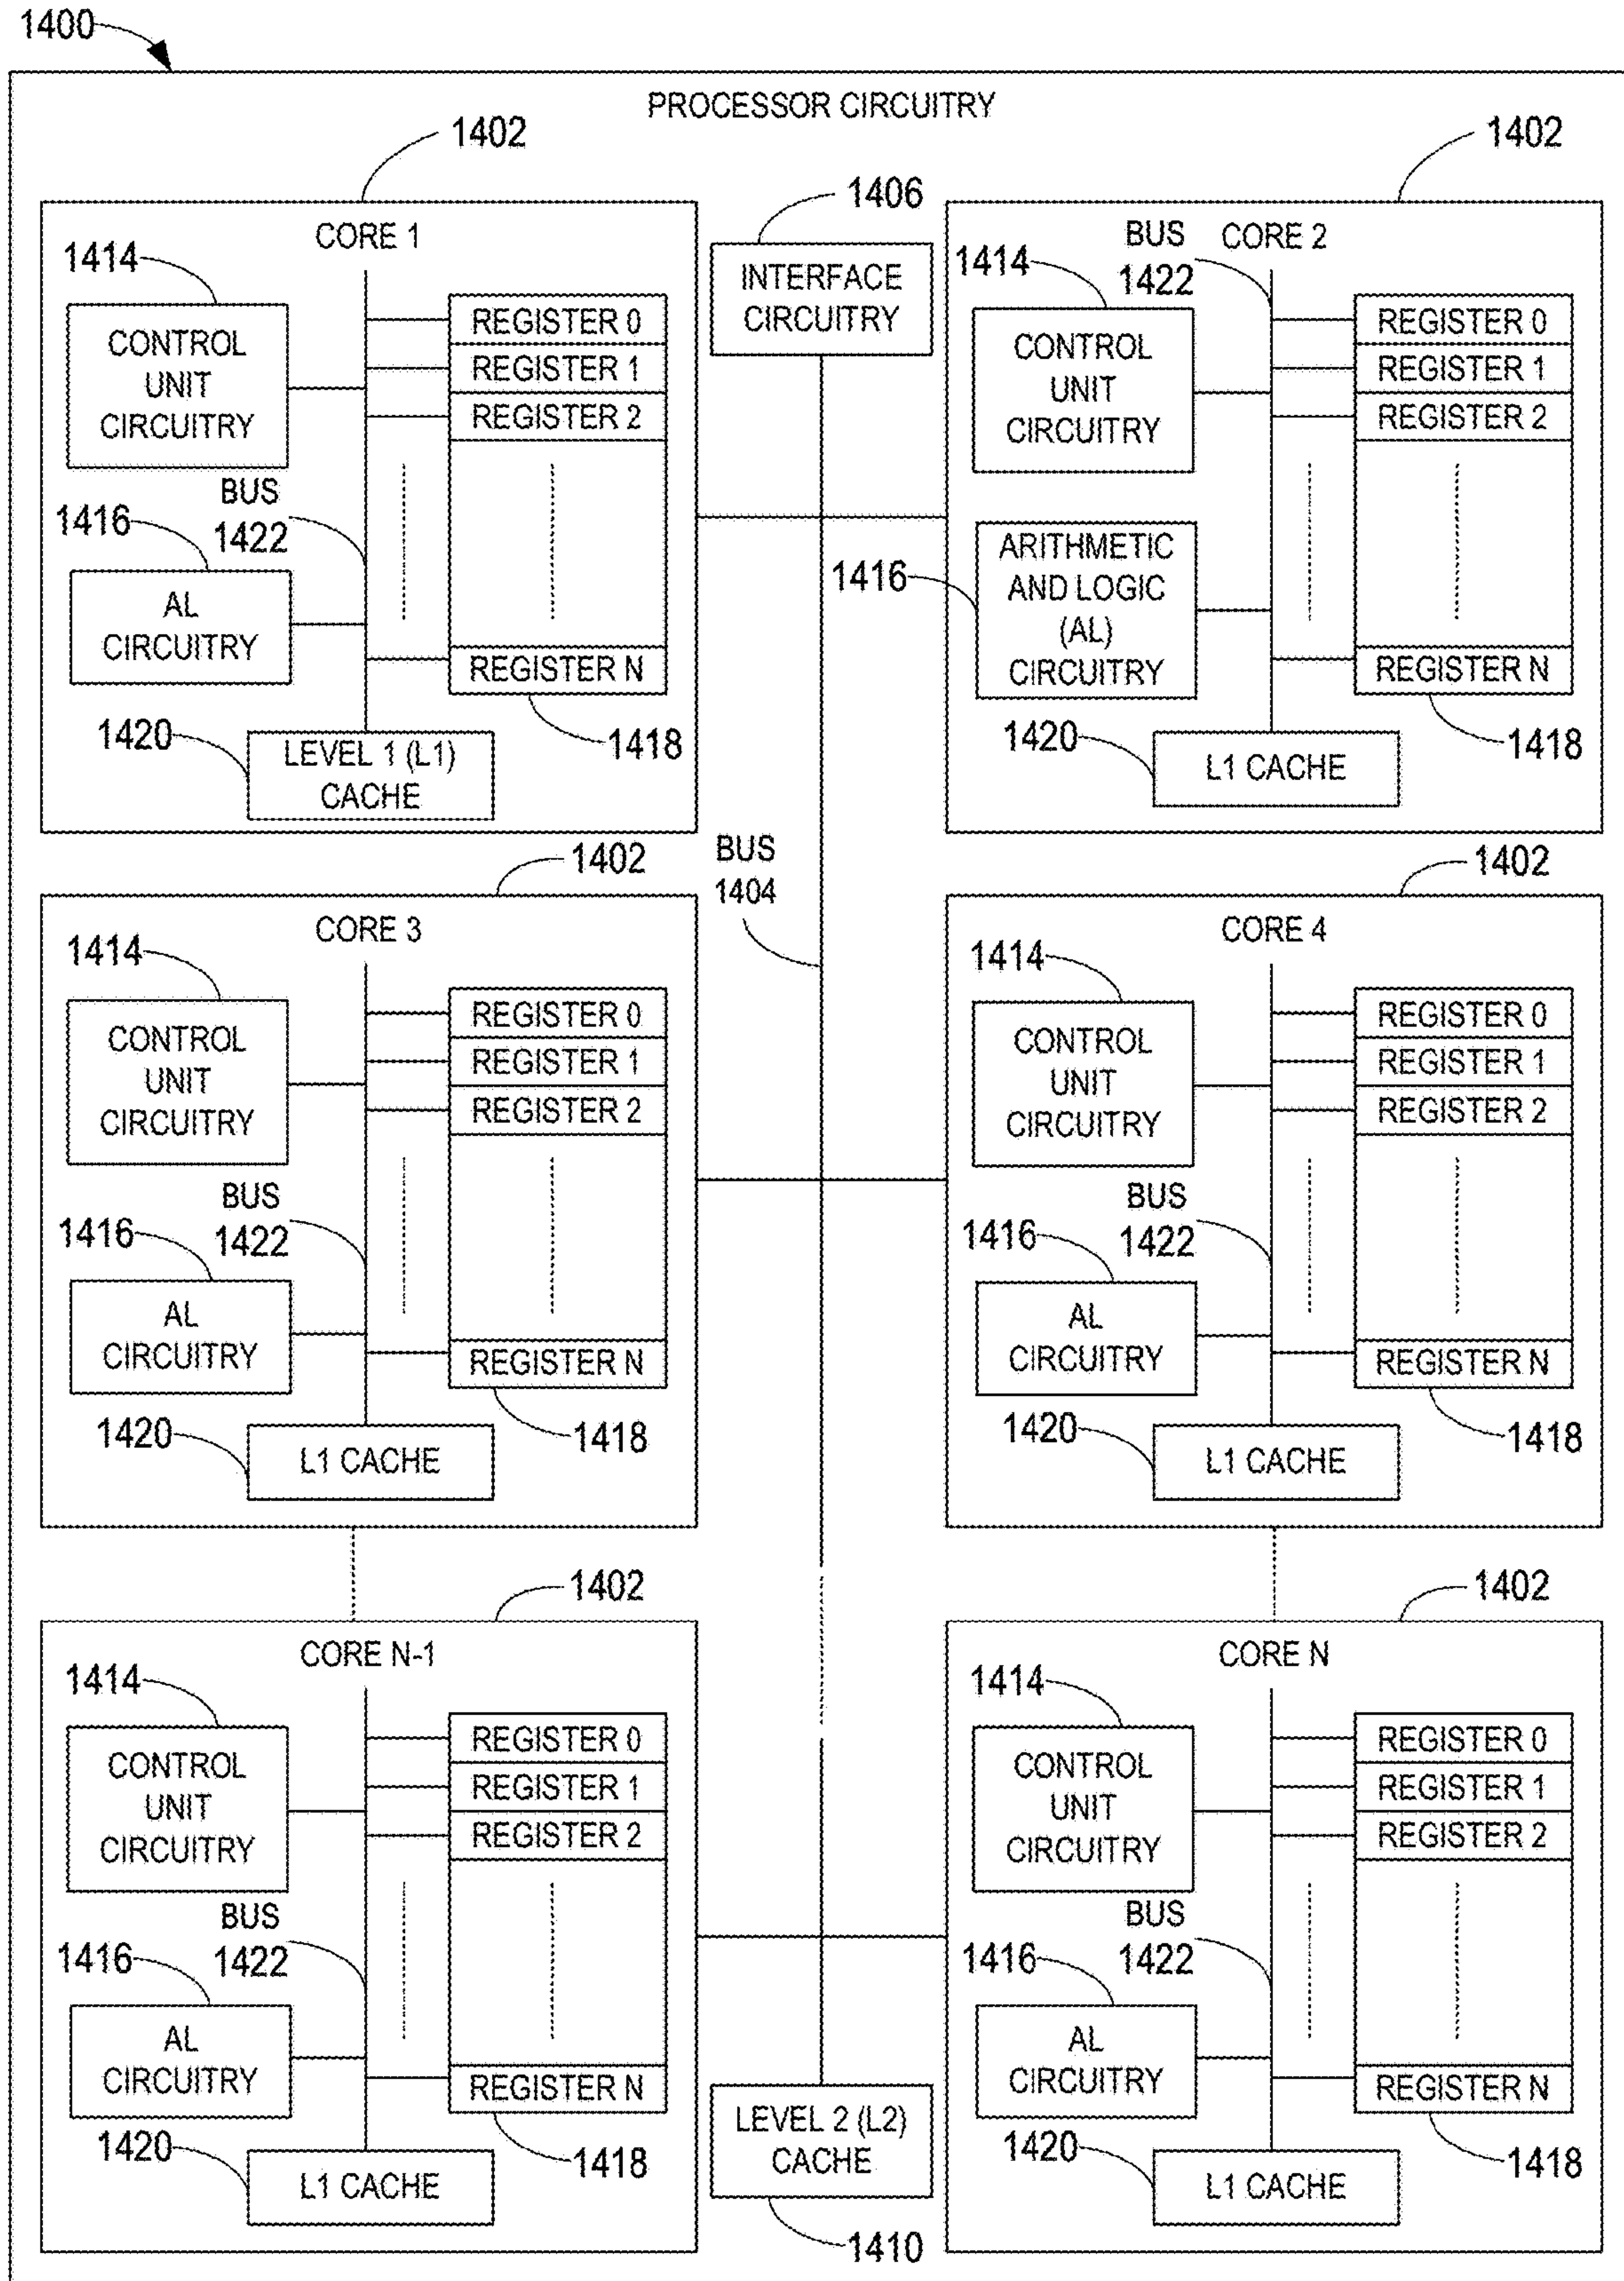 1400
PROCESSOR CIRCUITRY
1402
CORE 1
1414
CONTROL
UNIT
CIRCUITRY
REGISTER 0
REGISTER 1
REGISTER 2
BUS
1422
1416
AL
CIRCUITRY
REGISTER N
1418
1420
LEVEL 1 (L1)
CACHE
1406
INTERFACE
CIRCUITRY
1402
BUS
1422
CORE 2
1414
CONTROL
UNIT
CIRCUITRY
REGISTER 0
REGISTER 1
REGISTER 2
1416
ARITHMETIC
AND LOGIC
(AL)
CIRCUITRY
REGISTER N
1418
1420
L1 CACHE
BUS
1404
1402
CORE 3
1414
CONTROL
UNIT
CIRCUITRY
REGISTER 0
REGISTER 1
REGISTER 2
BUS
1422
1416
AL
CIRCUITRY
REGISTER N
1418
1420
L1 CACHE
1402
CORE 4
1414
CONTROL
UNIT
CIRCUITRY
REGISTER 0
REGISTER 1
REGISTER 2
BUS
1422
1416
AL
CIRCUITRY
REGISTER N
1418
1420
L1 CACHE
1402
CORE N-1
1414
CONTROL
UNIT
CIRCUITRY
REGISTER 0
REGISTER 1
REGISTER 2
BUS
1422
1416
AL
CIRCUITRY
REGISTER N
1418
1420
L1 CACHE
LEVEL 2 (L2)
CACHE
1410
1402
CORE N
1414
CONTROL
UNIT
CIRCUITRY
REGISTER 0
REGISTER 1
REGISTER 2
BUS
1422
1416
AL
CIRCUITRY
REGISTER N
1418
1420
L1 CACHE